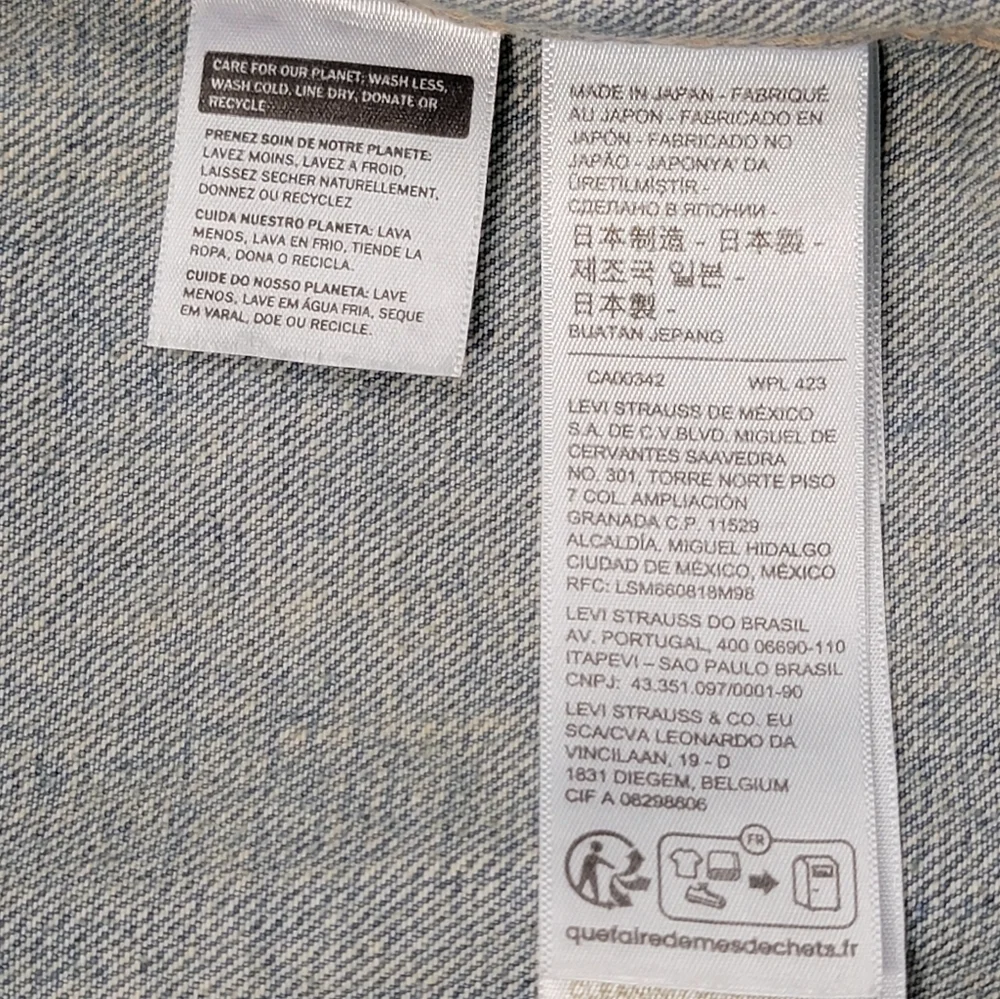 CARE FOR OUR PLANET: WASH LESS,
WASH COLD, LINE DRY, DONATE OR
RECYCLE.
PRENEZ SOIN DE NOTRE PLANETE:
LAVEZ MOINS, LAVEZ A FROID,
LAISSEZ SECHER NATURELLEMENT,
DONNEZ OU RECYCLEZ
CUIDA NUESTRO PLANETA: LAVA
MENOS, LAVA EN FRIO, TIENDE LA
ROPA, DONA O RECICLA.
CUIDE DO NOSSO PLANETA: LAVE
MENOS, LAVE EM ÁGUA FRIA, SEQUE
EM VARAL, DOE OU RECICLE.
MADE IN JAPAN - FABRIQUÉ
AU JAPON - FABRICADO EN
JAPÓN - FABRICADO NO
JAPÃO - JAPONYA' DA
ÜRETİLMİŞTİR
СДЕЛАНО В ЯПОНИИ -
日本制造 - 日本製 -
제조국 일본 -
日本製 -
BUATAN JEPANG
CA00342 WPL 423
LEVI STRAUSS DE MÉXICO
S.A. DE C.V.BLVD. MIGUEL DE
CERVANTES SAAVEDRA
NO. 301, TORRE NORTE PISO
7 COL. AMPLIACIÓN
GRANADA C.P. 11529
ALCALDÍA. MIGUEL HIDALGO
CIUDAD DE MÉXICO, MÉXICO
RFC: LSM660818M98
LEVI STRAUSS DO BRASIL
AV. PORTUGAL, 400 06690-110
ITAPEVI – SAO PAULO BRASIL
CNPJ: 43.351.097/0001-90
LEVI STRAUSS & CO. EU
SCA/CVA LEONARDO DA
VINCILAAN, 19 - D
1831 DIEGEM, BELGIUM
CIF A 08298806
FR
quefairedemesdechets.fr